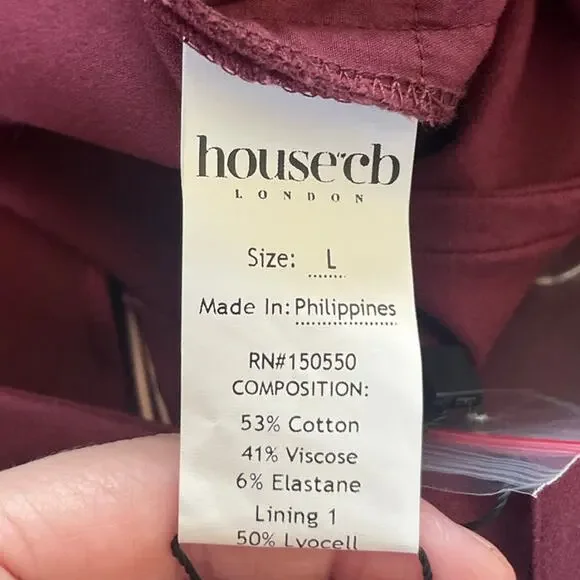 house cb
LONDON
Size: L
Made In: Philippines
RN#150550
COMPOSITION:
53% Cotton
41% Viscose
6% Elastane
Lining 1
50% Lyocell